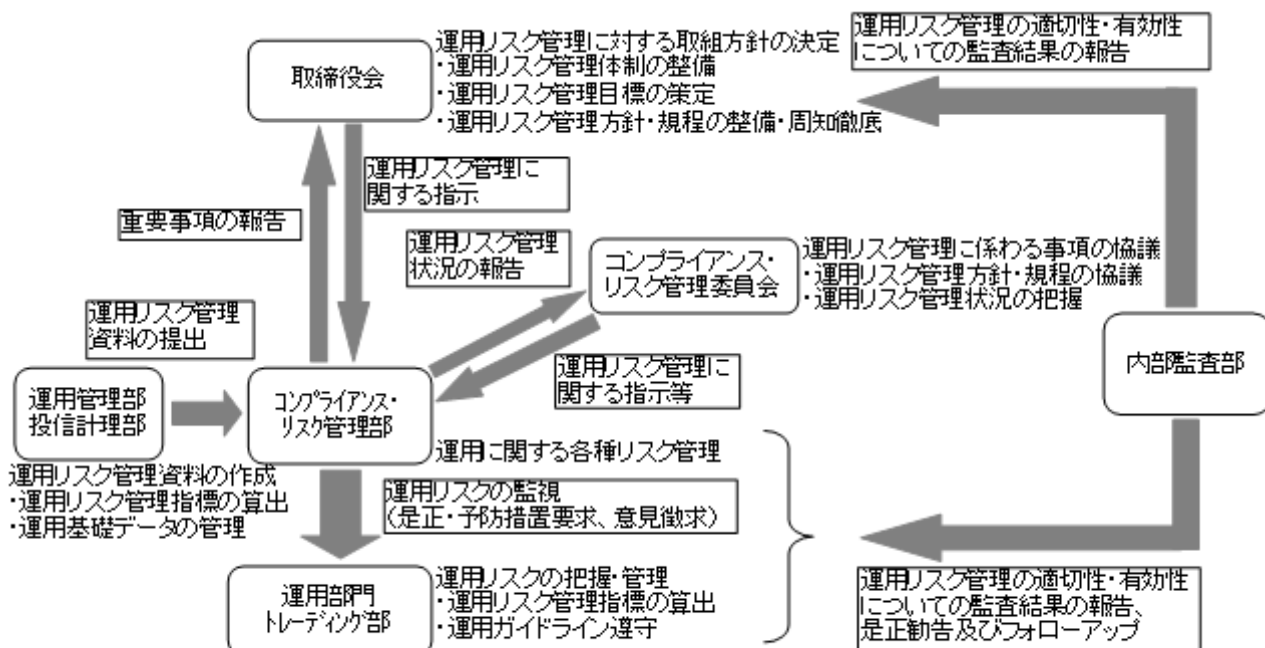 取締役会
運用リスク管理に対する取組方針の決定
・運用リスク管理体制の整備
・運用リスク管理目標の策定
・運用リスク管理方針・規程の整備・周知徹底
運用リスク管理の適切性・有効性
についての監査結果の報告
運用リスク管理に
関する指示
重要事項の報告
運用リスク管理
状況の報告
コンプライアンス・
リスク管理委員会
運用リスク管理に係わる事項の協議
・運用リスク管理方針・規程の協議
・運用リスク管理状況の把握
運用リスク管理
資料の提出
運用リスク管理に
関する指示等
内部監査部
運用管理部
投信計理部
コンプライアンス・
リスク管理部
運用に関する各種リスク管理
運用リスク管理資料の作成
・運用リスク管理指標の算出
・運用基礎データの管理
運用リスクの監視
(是正・予防措置要求、意見徴求)
運用部門
トレーディング部
運用リスクの把握・管理
・運用リスク管理指標の算出
・運用ガイドライン遵守
運用リスク管理の適切性・有効性
についての監査結果の報告、
是正勧告及びフォローアップ